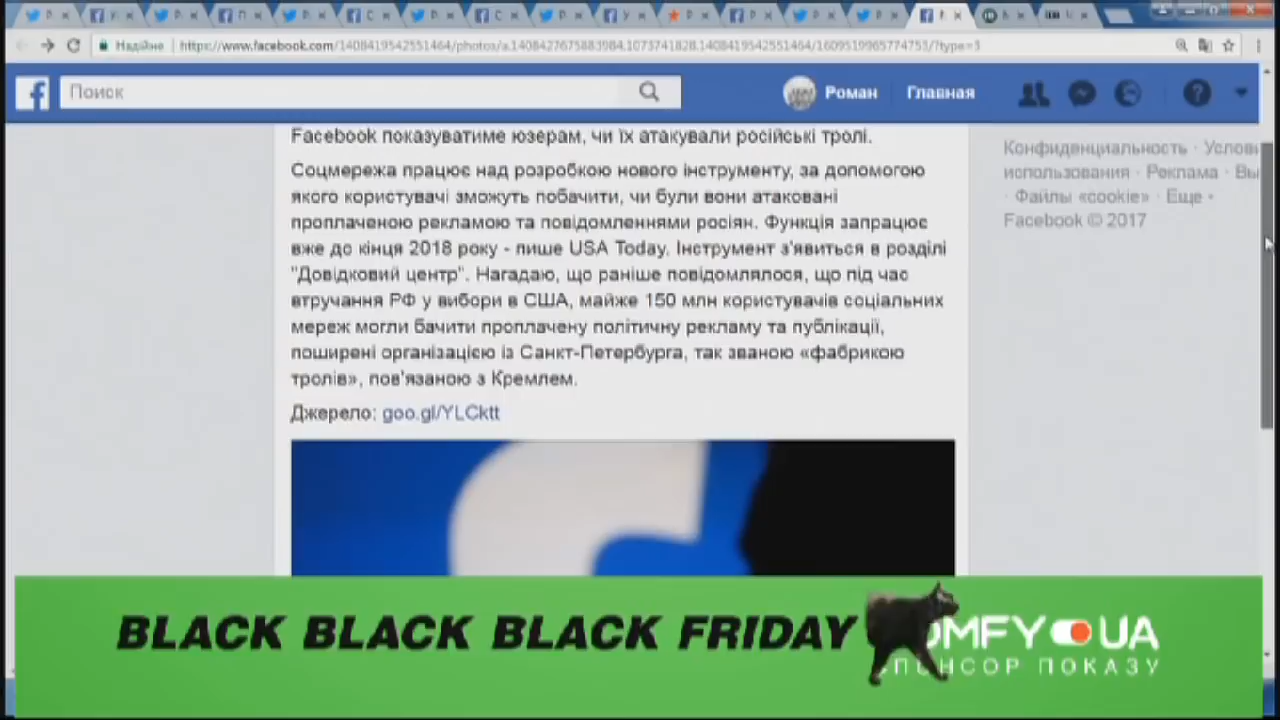 Надійне
https://www.facebook.com/1408419542551464/photos/a.1408427675883984.1073741828.1408419542551464/1609519965774753/?type=3
Поиск
Роман
Главная
Facebook показуватиме юзерам, чи їх атакували російські тролі.
Соцмережа працює над розробкою нового інструменту, за допомогою
якого користувачі зможуть побачити, чи були вони атаковані
проплаченою рекламою та повідомленнями росіян. Функція запрацює
вже до кінця 2018 року - пише USA Today. Інструмент з'явиться в розділі
"Довідковий центр". Нагадаю, що раніше повідомлялося, що під час
втручання РФ у вибори в США, майже 150 млн користувачів соціальних
мереж могли бачити проплачену політичну рекламу та публікації,
поширені організацією із Санкт-Петербурга, так званою «фабрикою
тролів», пов'язаною з Кремлем.
Джерело: goo.gl/YLCktt
Конфиденциальность · Услови
использования · Реклама · Вы
· Файлы «cookie» · Еще
Facebook © 2017
BLACK BLACK BLACK FRIDAY
OMFY UA
ПОНСОР ПОКАЗУ